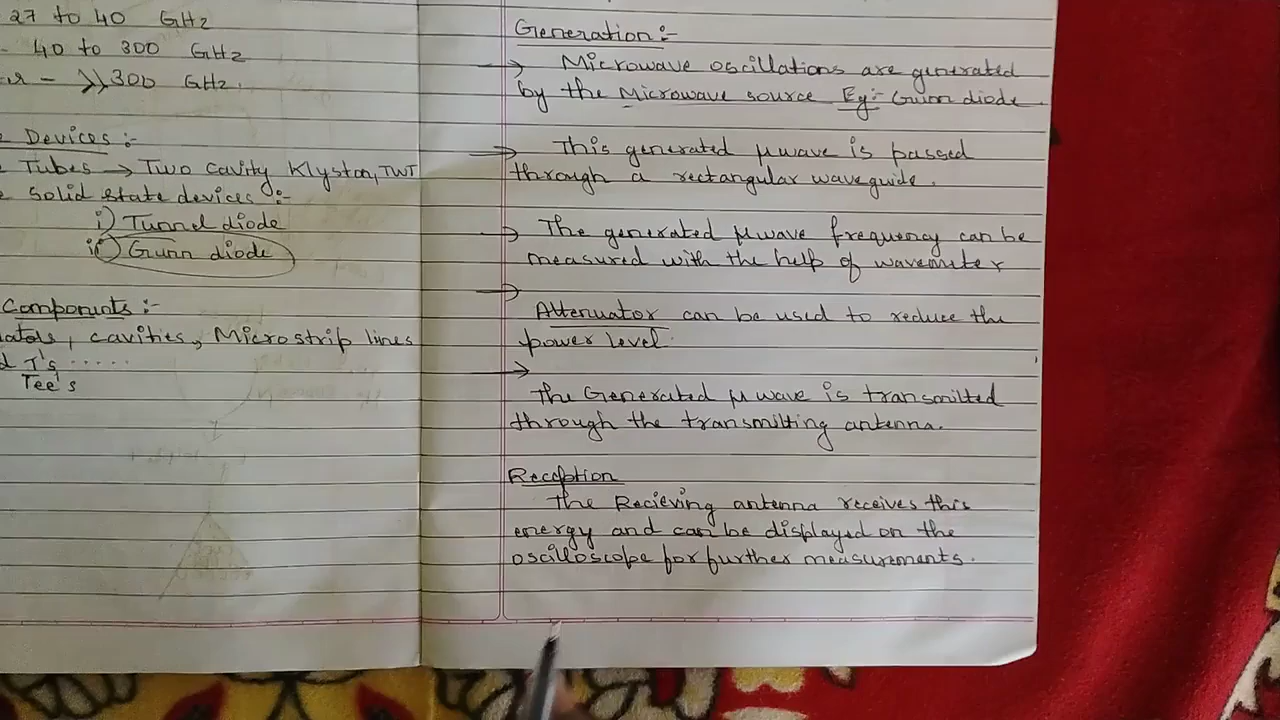 27 to 40 GHz
40 to 300 GHz
- >>300 GHz.
Devices :-
Tubes → Two cavity Klyston, TWT
solid state devices :-
i) Tunnel diode
ii) Gunn diode
Components :-
cavities, Microstrip lines
T's .....
Tee's
Generation :-
→ Microwave oscillations are generated
by the Microwave source Eg:- Gunn diode.
→ This generated μwave is passed
through a rectangular waveguide.
→ The generated μwave frequency can be
measured with the help of wavemeter
→
Attenuator can be used to reduce the
power level.
→
The Generated μwave is transmitted
through the transmitting antenna.
Reception
The Recieving antenna receives this
energy and can be displayed on the
oscilloscope for further measurements.